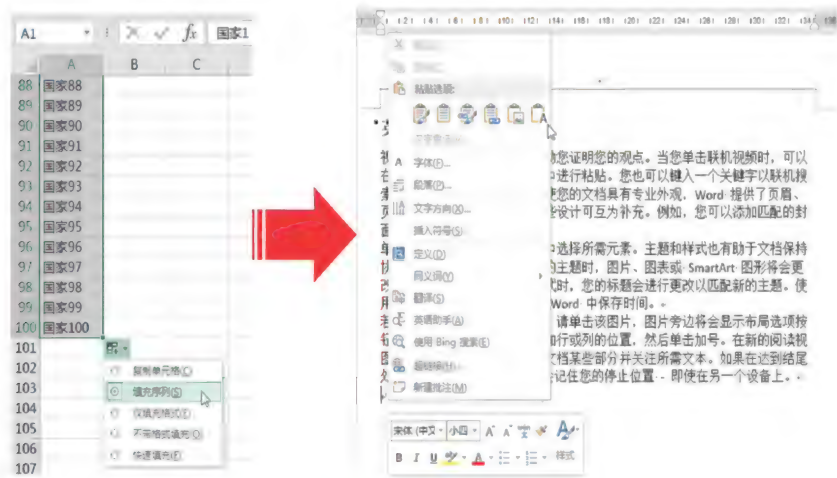 A1 fx 国家1
A B C
88 国家88
89 国家89
90 国家90
91 国家91
92 国家92
93 国家93
94 国家94
95 国家95
96 国家96
97 国家97
98 国家98
99 国家99
100 国家100
101
102
103
104
105
106
107
复制单元格(C)
填充序列(S)
仅填充格式(F)
不带格式填充(O)
快速填充(F)
粘贴选项:
字体(F)...
段落(P)...
文字方向(X)...
插入符号(S)
定义(D)
同义词(Y)
翻译(S)
英语助手(A)
使用 Bing 搜索(E)
超链接(H)...
新建批注(M)
您证明您的观点。当您单击联机视频时，可以
中进行粘贴。您也可以键入一个关键字以联机搜
使您的文档具有专业外观，Word 提供了页眉、
些设计可互为补充。例如，您可以添加匹配的封
中选择所需元素。主题和样式也有助于文档保持
的主题时，图片、图表或 SmartArt 图形将会更
式时，您的标题会进行更改以匹配新的主题。使
Word 中保存时间。
请单击该图片，图片旁边将会显示布局选项按
加行或列的位置，然后单击加号。在新的阅读视
文档某些部分并关注所需文本。如果在达到结尾
会记住您的停止位置 - 即使在另一个设备上。
宋体 (中文 小四 A A
B I U A 样式